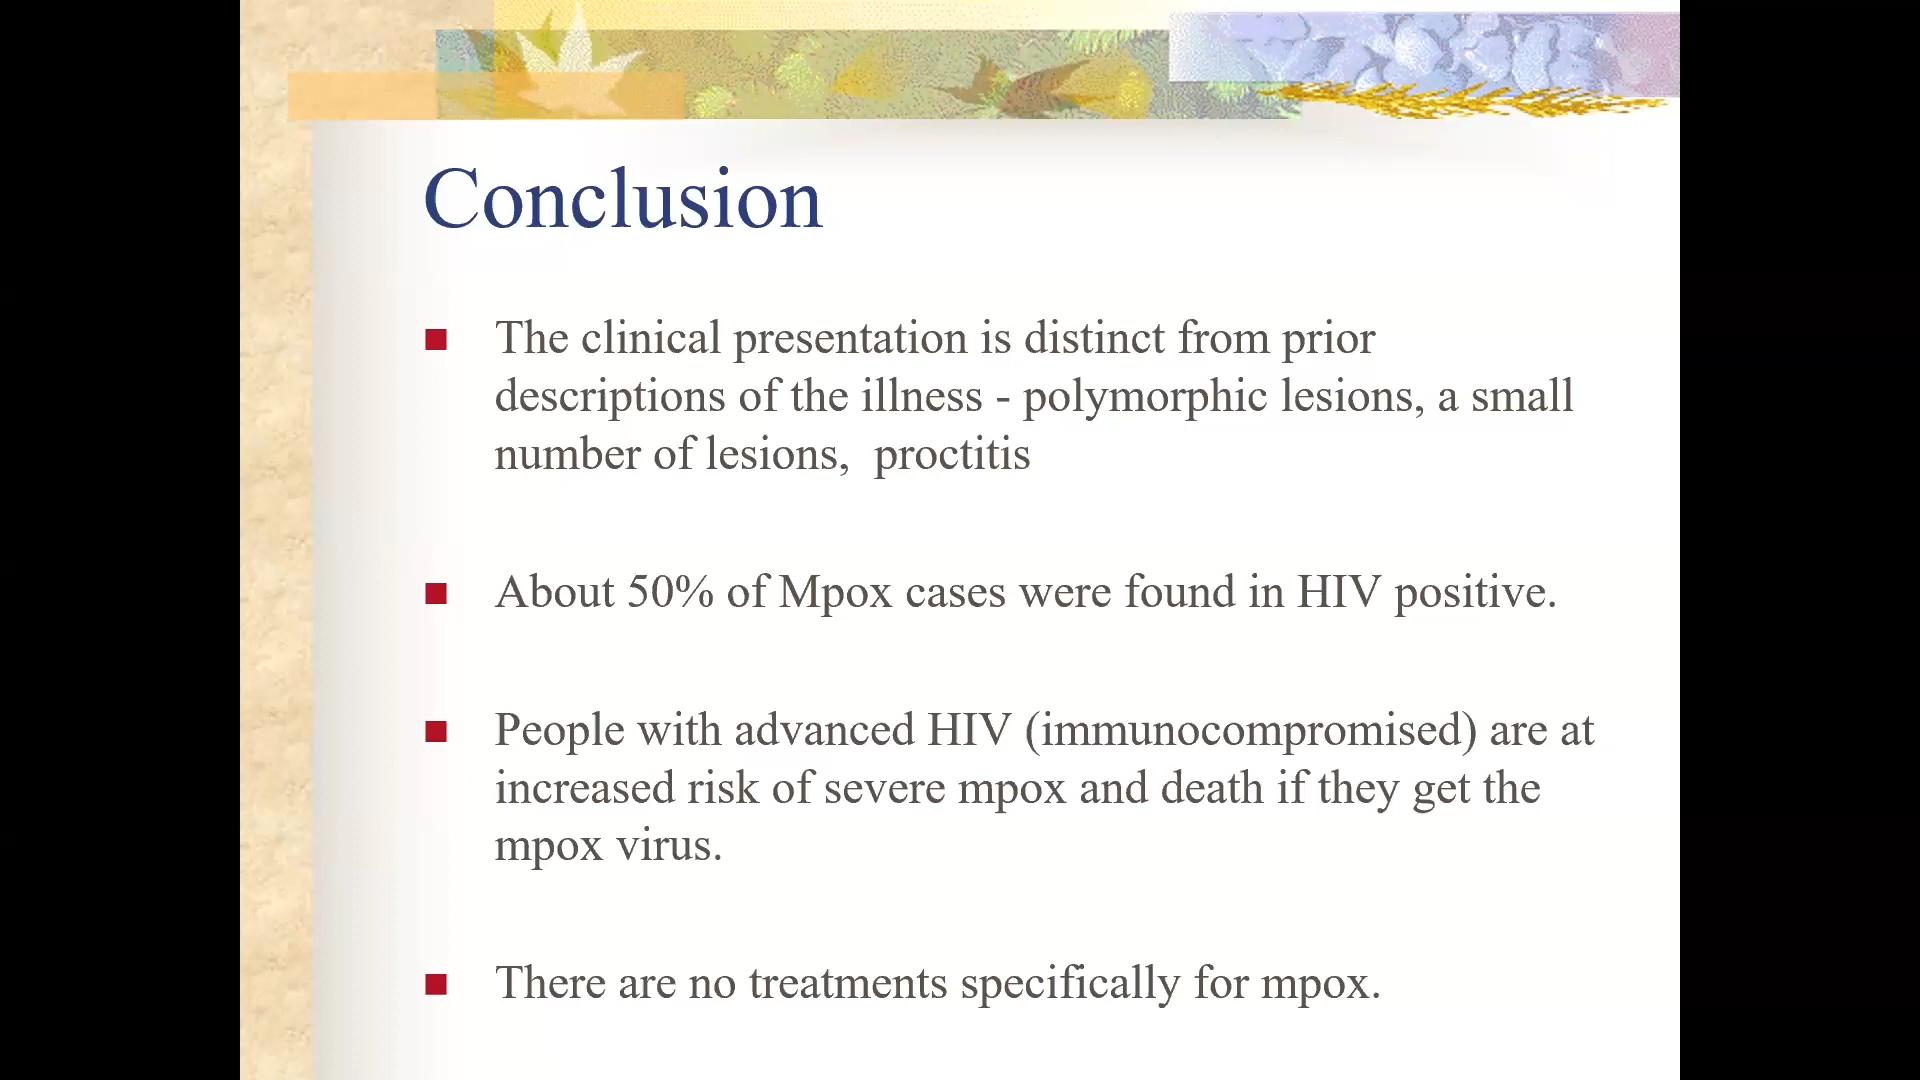 Conclusion
The clinical presentation is distinct from prior
descriptions of the illness - polymorphic lesions, a small
number of lesions,  proctitis
About 50% of Mpox cases were found in HIV positive.
People with advanced HIV (immunocompromised) are at
increased risk of severe mpox and death if they get the
mpox virus.
There are no treatments specifically for mpox.